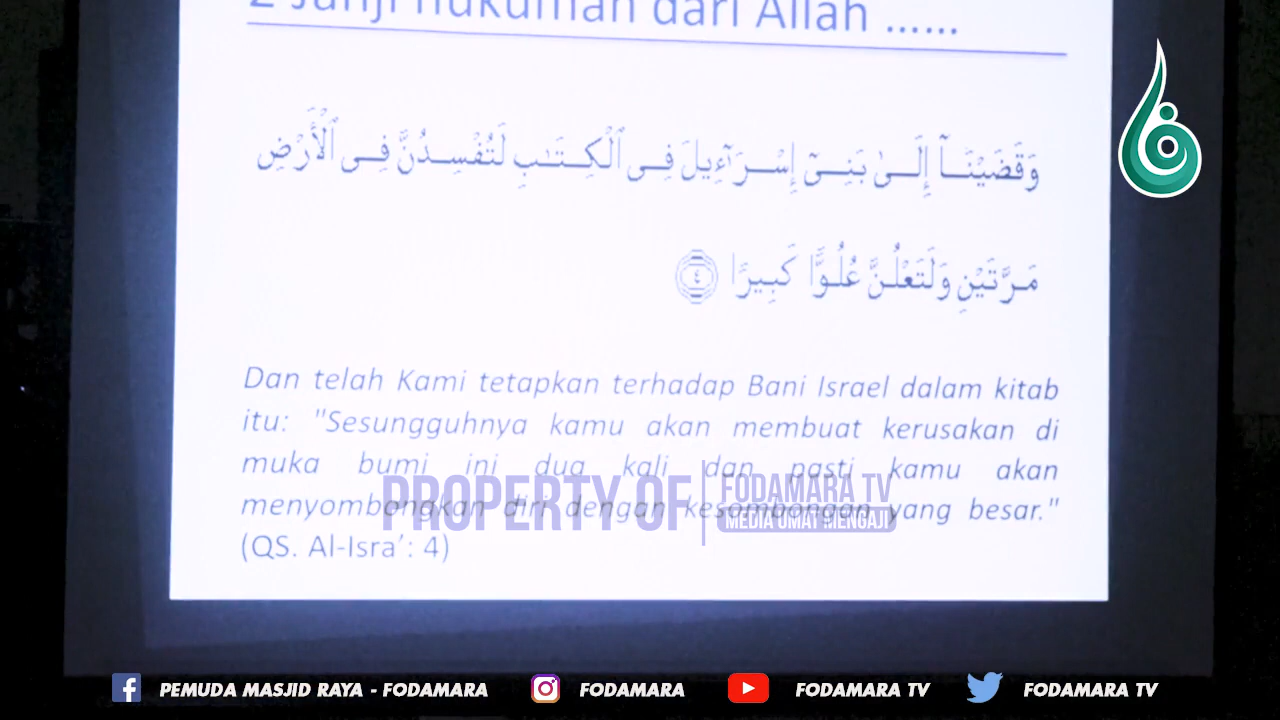 2 Janji hukuman dari Allah ......
وَقَضَيْنَآ إِلَىٰ بَنِىٓ إِسْرَٰٓءِيلَ فِى ٱلْكِتَٰبِ لَتُفْسِدُنَّ فِى ٱلْأَرْضِ
مَرَّتَيْنِ وَلَتَعْلُنَّ عُلُوًّا كَبِيرًا ٤
Dan telah Kami tetapkan terhadap Bani Israel dalam kitab
itu: "Sesungguhnya kamu akan membuat kerusakan di
muka bumi ini dua kali dan pasti kamu akan
menyombongkan diri dengan kesombongan yang besar."
(QS. Al-Isra’: 4)
PROPERTY OF
FODAMARA TV
MEDIA UMAT MENGAJI
PEMUDA MASJID RAYA - FODAMARA
FODAMARA
FODAMARA TV
FODAMARA TV